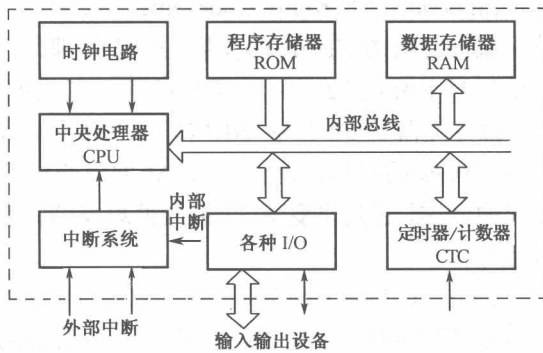 时钟电路
程序存储器
ROM
数据存储器
RAM
中央处理器
CPU
内部总线
中断系统
内部
中断
各种 I/O
定时器/计数器
CTC
外部中断
输入输出设备